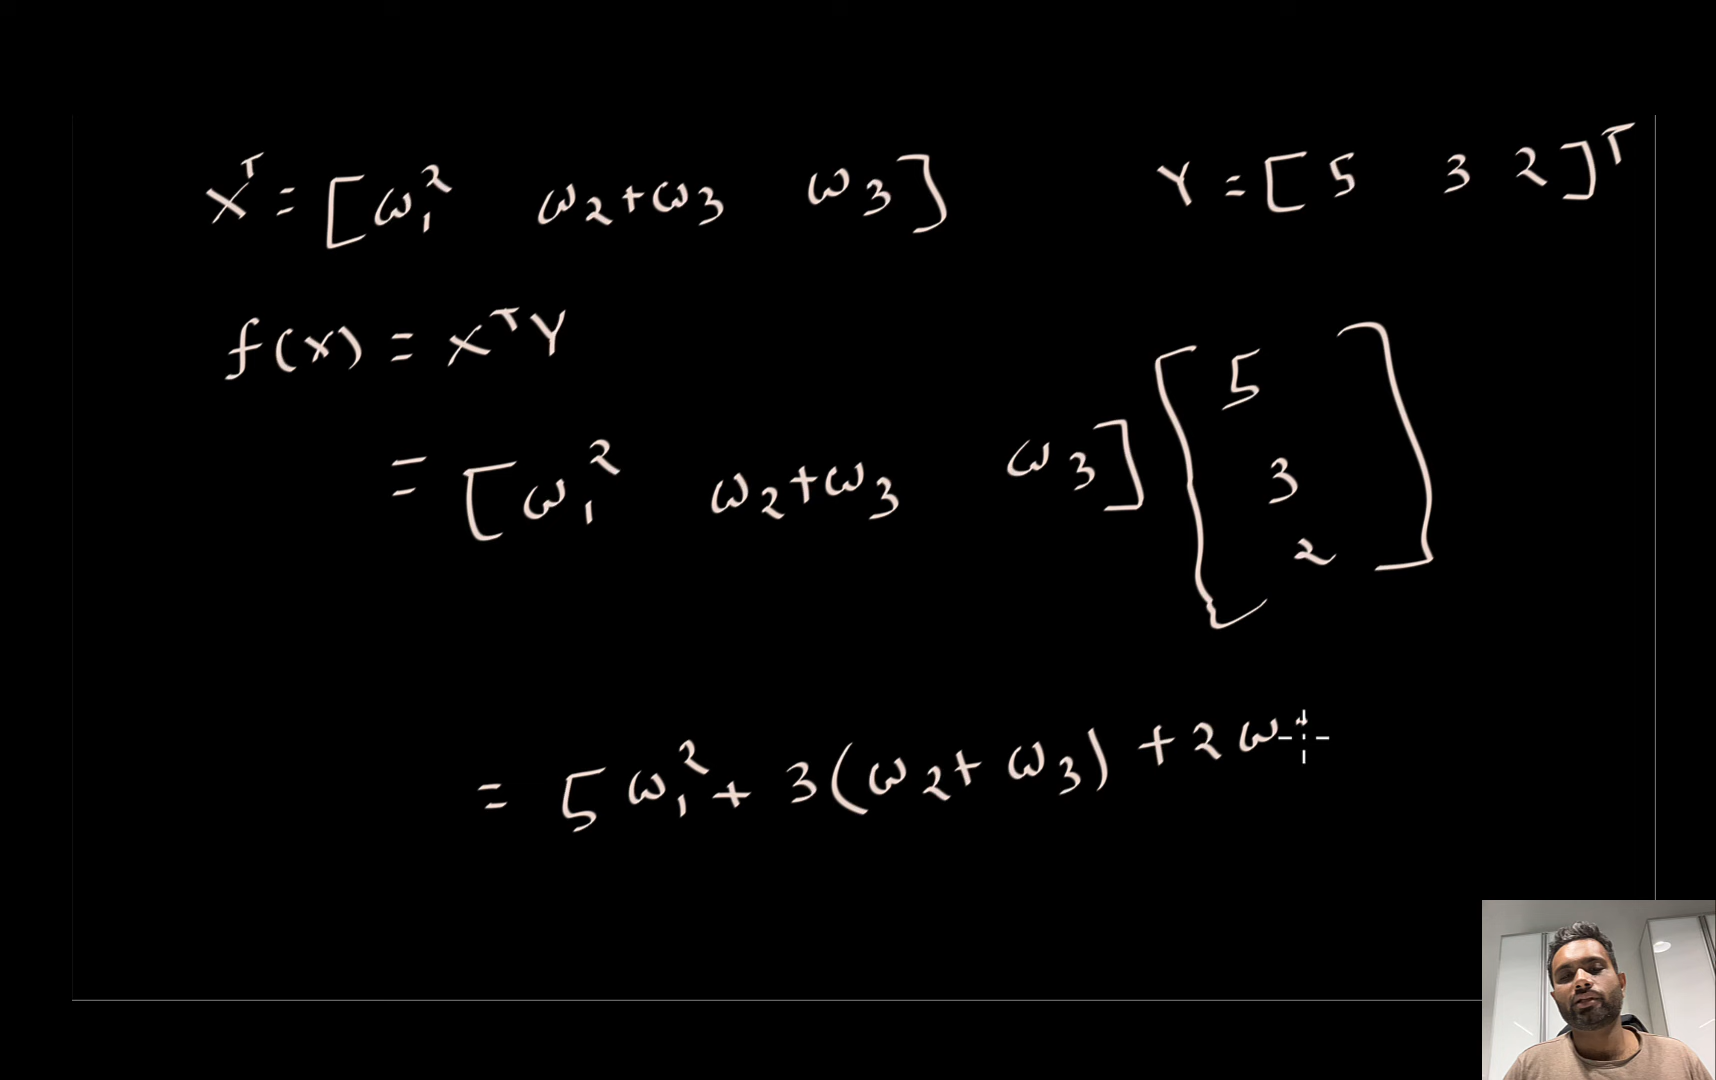 X^T = [ω₁² ω₂+ω₃ ω₃] Y = [5 3 2]^T
f(x) = X^T Y
= [ω₁² ω₂+ω₃ ω₃] [5
3
2]
= 5ω₁² + 3(ω₂+ω₃) + 2ω